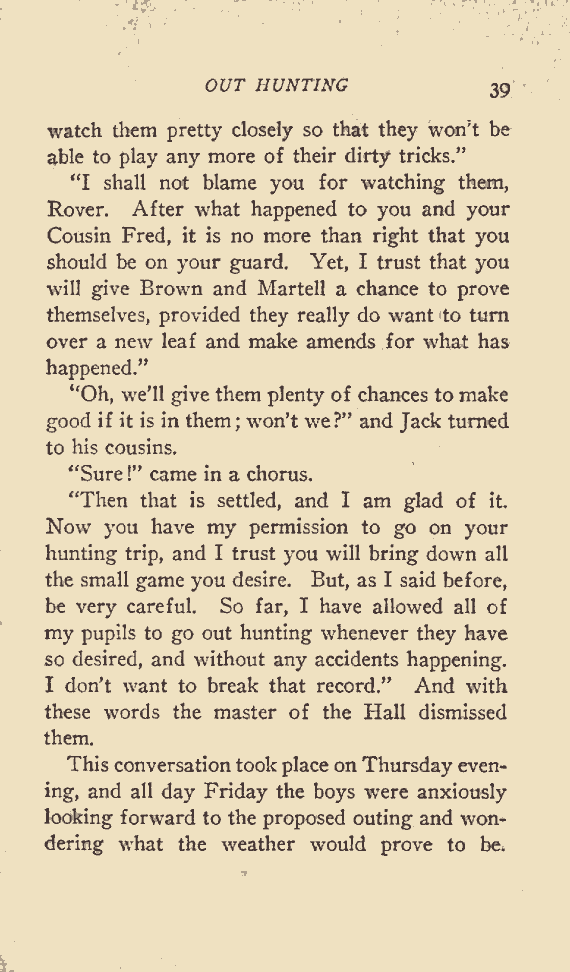 OUT HUNTING 39
watch them pretty closely so that they won't be
able to play any more of their dirty tricks.”
“I shall not blame you for watching them,
Rover. After what happened to you and your
Cousin Fred, it is no more than right that you
should be on your guard. Yet, I trust that you
will give Brown and Martell a chance to prove
themselves, provided they really do want to turn
over a new leaf and make amends for what has
happened.”
“Oh, we'll give them plenty of chances to make
good if it is in them; won't we?” and Jack turned
to his cousins.
“Sure!” came in a chorus.
“Then that is settled, and I am glad of it.
Now you have my permission to go on your
hunting trip, and I trust you will bring down all
the small game you desire. But, as I said before,
be very careful. So far, I have allowed all of
my pupils to go out hunting whenever they have
so desired, and without any accidents happening.
I don't want to break that record.” And with
these words the master of the Hall dismissed
them.
This conversation took place on Thursday even-
ing, and all day Friday the boys were anxiously
looking forward to the proposed outing and won-
dering what the weather would prove to be.